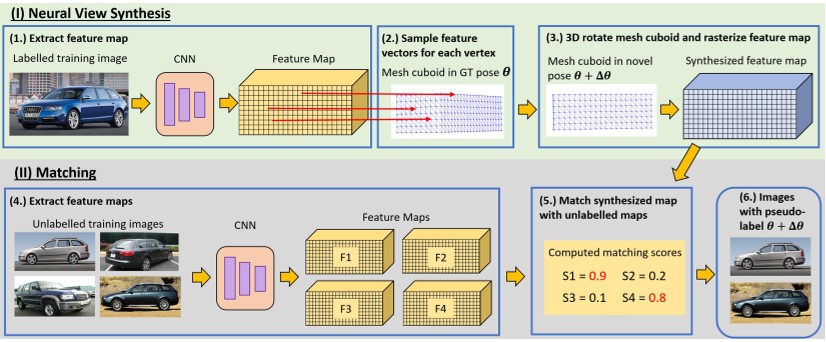 (I) Neural View Synthesis
(1.) Extract feature map
Labelled training image
CNN
Feature Map
(2.) Sample feature
vectors for each vertex
Mesh cuboid in GT pose θ
(3.) 3D rotate mesh cuboid and rasterize feature map
Mesh cuboid in novel
pose θ + Δθ
Synthesized feature map
(II) Matching
(4.) Extract feature maps
Unlabelled training images
CNN
Feature Maps
F1
F2
F3
F4
(5.) Match synthesized map
with unlabelled maps
Computed matching scores
S1 = 0.9 S2 = 0.2
S3 = 0.1 S4 = 0.8
(6.) Images
with pseudo-
label θ + Δθ